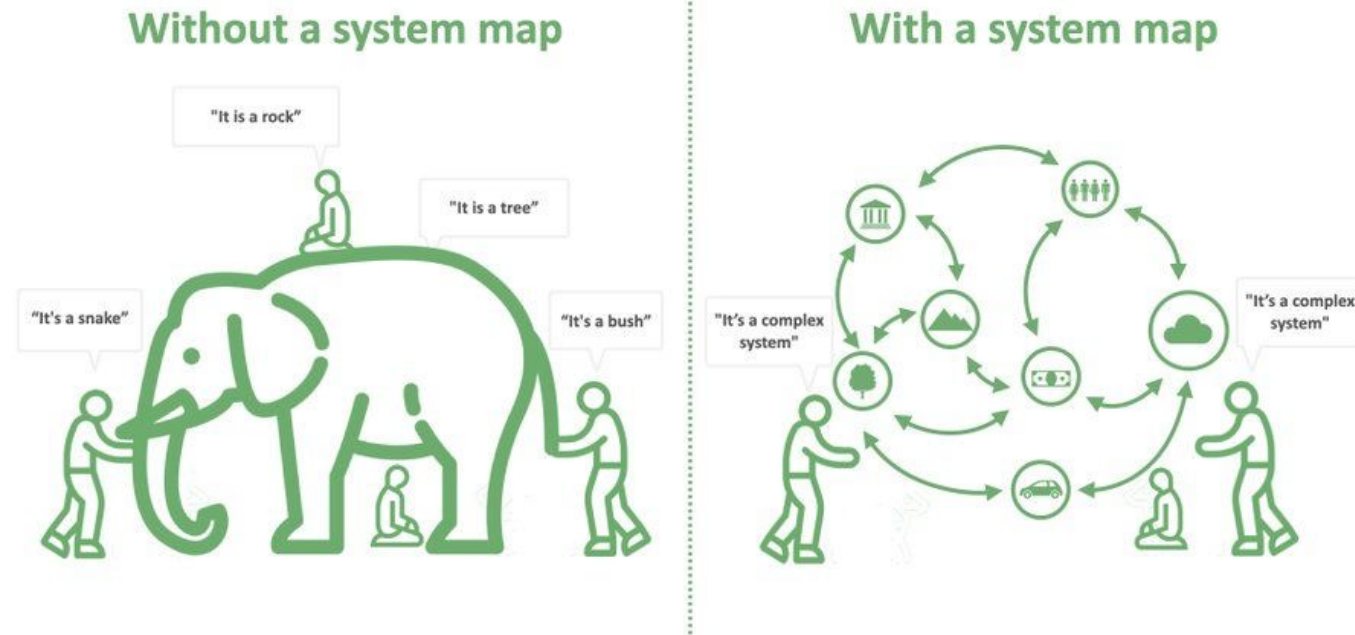 Without a system map
"It is a rock”
"It is a tree”
“It's a snake”
“It's a bush”
With a system map
"It’s a complex
system"
"It’s a complex
system"